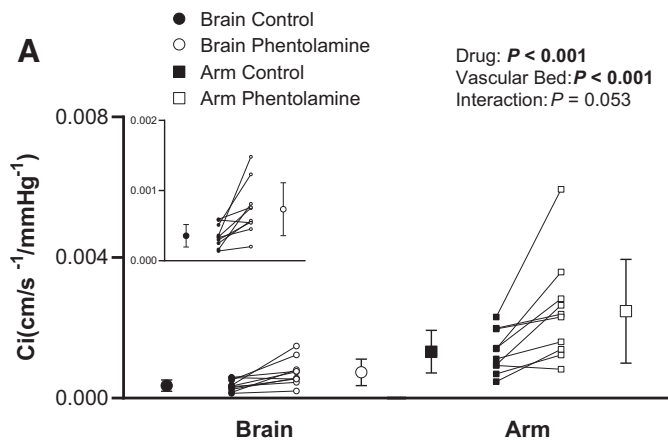 A
Brain Control
Brain Phentolamine
Arm Control
Arm Phentolamine
Drug: P < 0.001
Vascular Bed: P < 0.001
Interaction: P = 0.053
Ci(cm/s⁻¹/mmHg⁻¹)
0.008
0.004
0.000
0.002
0.001
0.000
Brain
Arm